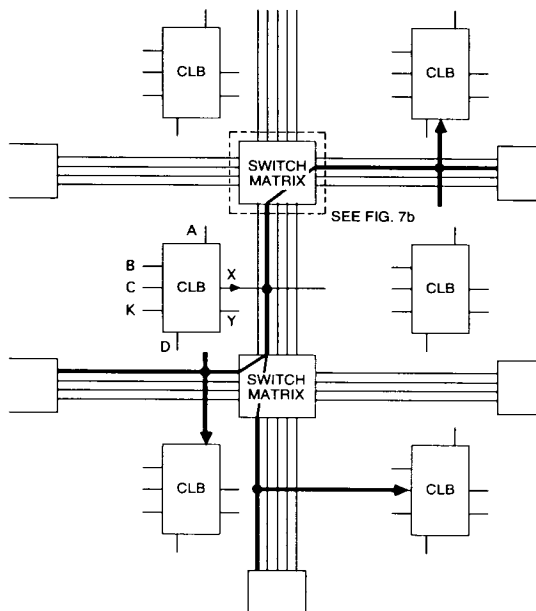 CLB
CLB
SWITCH
MATRIX
SEE FIG. 7b
A
B
C
K
CLB
X
Y
D
CLB
SWITCH
MATRIX
CLB
CLB